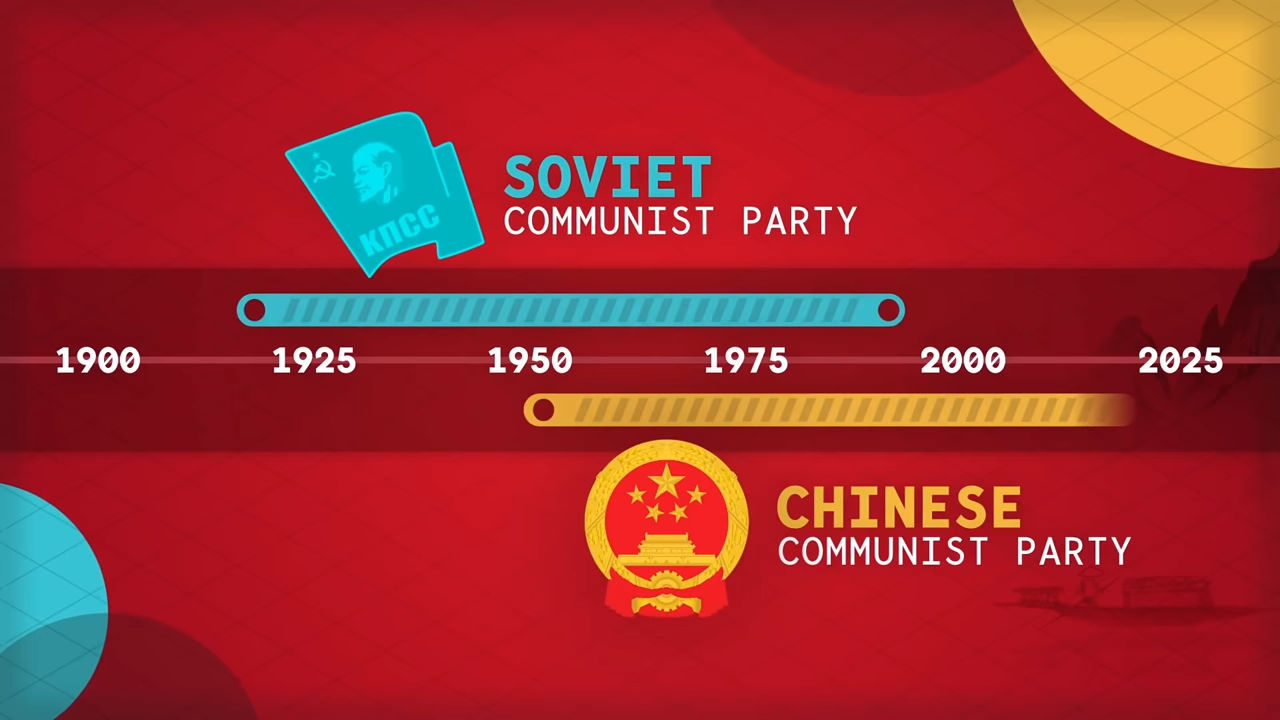 SOVIET
COMMUNIST PARTY
КПСС
1900 1925 1950 1975 2000 2025
CHINESE
COMMUNIST PARTY